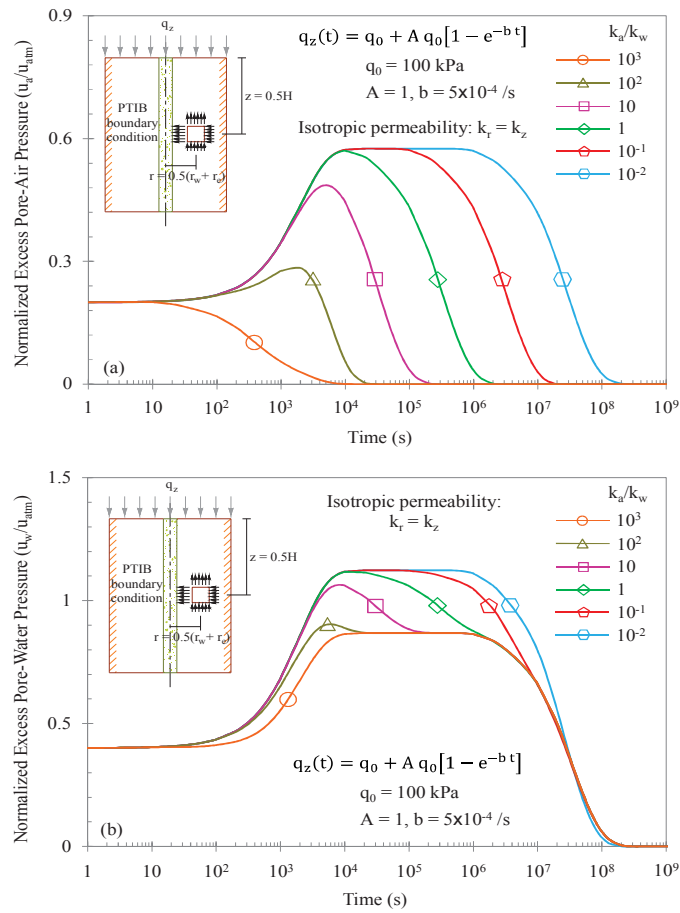 q_z
PTIB
boundary
condition
z = 0.5H
r = 0.5(r_w + r_e)
q_z(t) = q_0 + A q_0[1 − e^{-b t}]
q_0 = 100 kPa
A = 1, b = 5x10^{-4} /s
Isotropic permeability: k_r = k_z
k_a/k_w
10^3
10^2
10
1
10^{-1}
10^{-2}
Normalized Excess Pore-Air Pressure (u_a/u_atm)
0.9
0.6
0.3
0
(a)
1 10 10^2 10^3 10^4 10^5 10^6 10^7 10^8 10^9
Time (s)
q_z
PTIB
boundary
condition
z = 0.5H
r = 0.5(r_w + r_e)
Isotropic permeability:
k_r = k_z
k_a/k_w
10^3
10^2
10
1
10^{-1}
10^{-2}
Normalized Excess Pore-Water Pressure (u_w/u_atm)
1.5
1
0.5
0
q_z(t) = q_0 + A q_0[1 − e^{-b t}]
q_0 = 100 kPa
A = 1, b = 5x10^{-4} /s
(b)
1 10 10^2 10^3 10^4 10^5 10^6 10^7 10^8 10^9
Time (s)